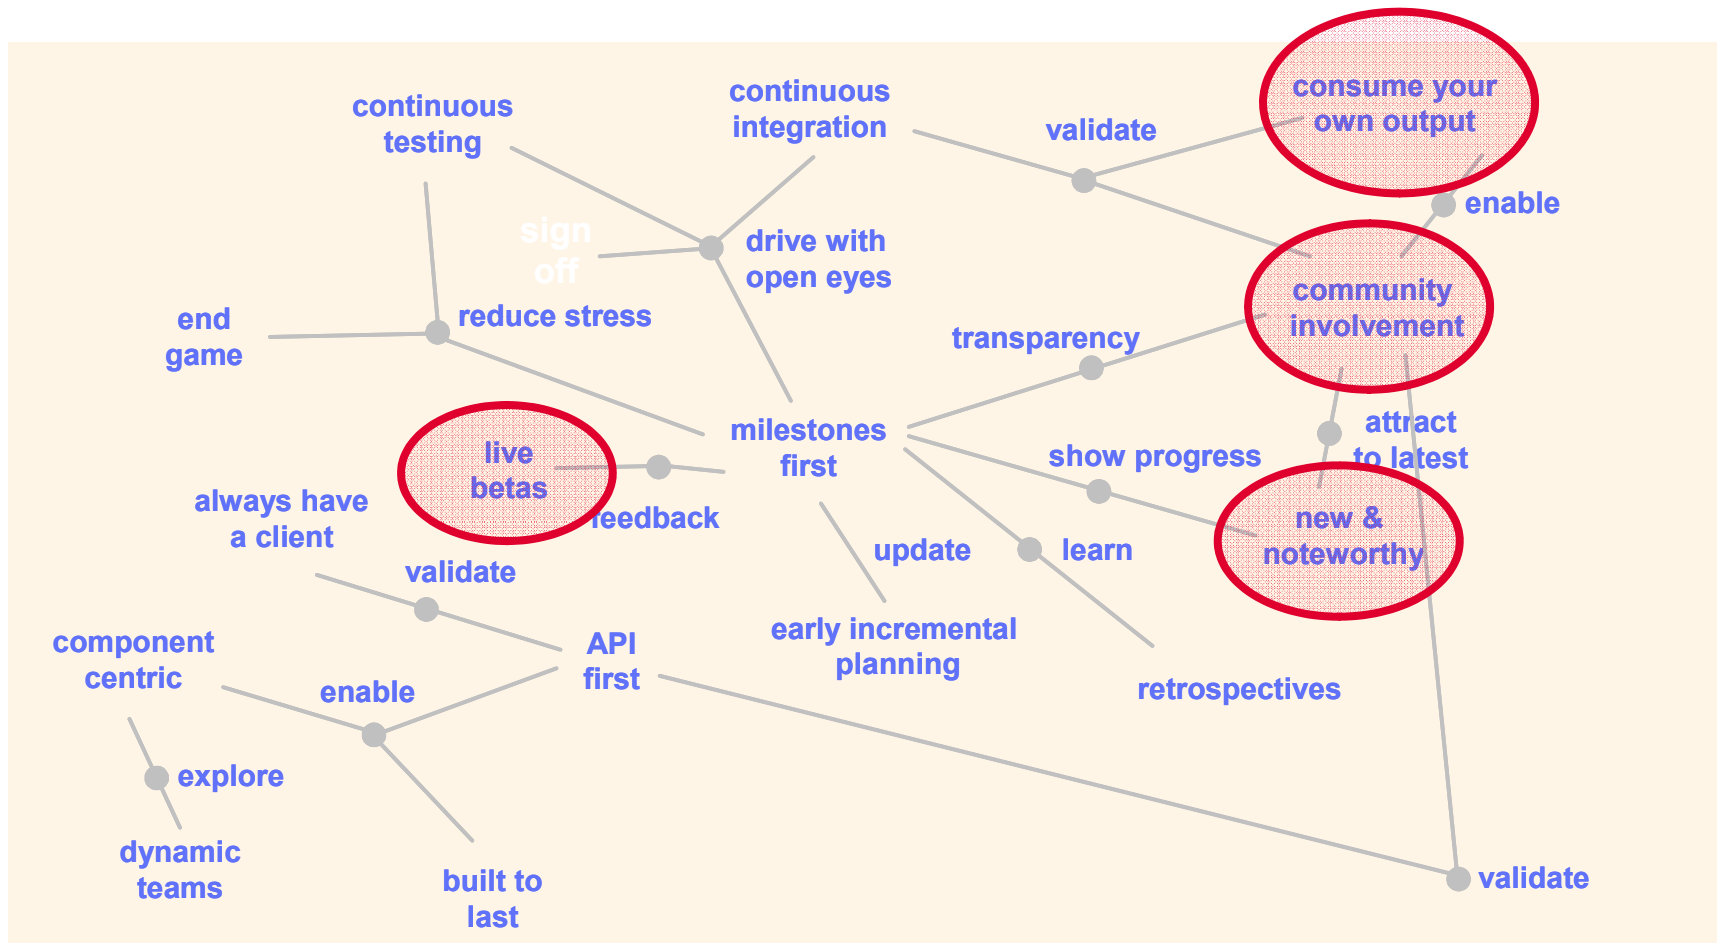 consume your
own output
continuous
testing
continuous
integration
validate
enable
sign
off
drive with
open eyes
community
involvement
end
game
reduce stress
transparency
milestones
first
attract
to latest
live
betas
show progress
always have
a client
feedback
new &
noteworthy
update
learn
validate
early incremental
planning
component
centric
API
first
enable
retrospectives
explore
dynamic
teams
built to
last
validate